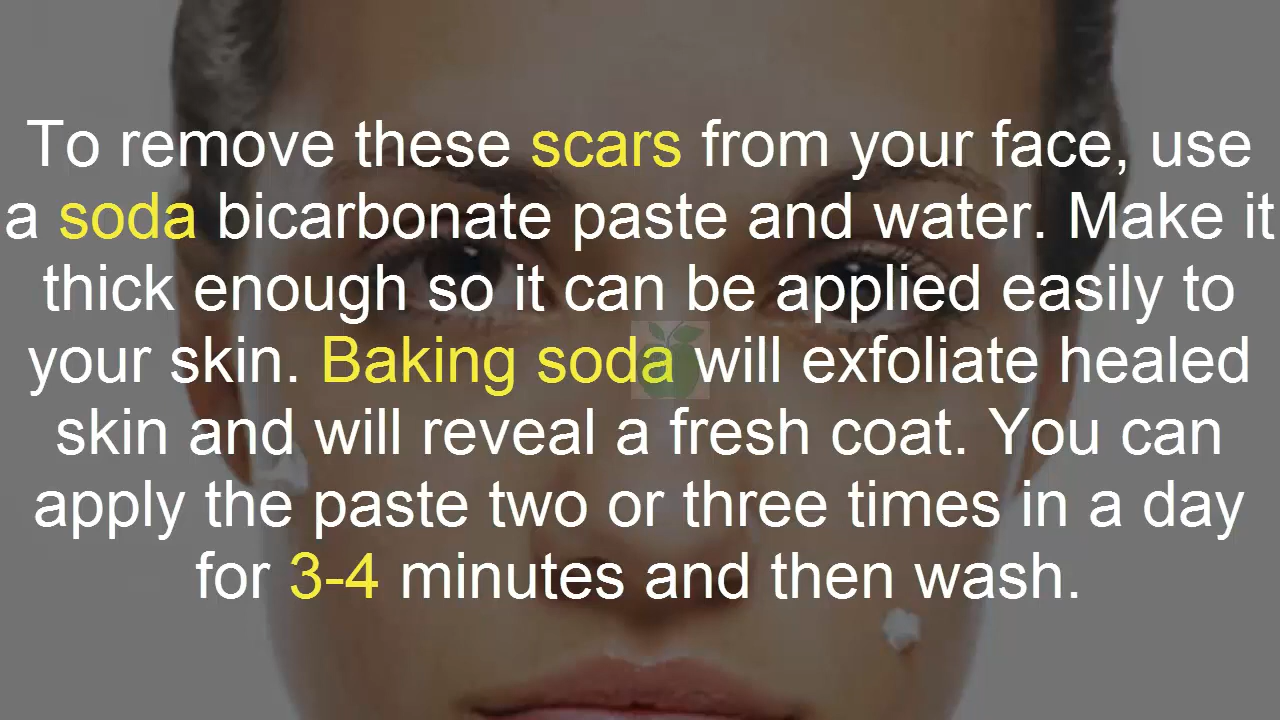 To remove these scars from your face, use
a soda bicarbonate paste and water. Make it
thick enough so it can be applied easily to
your skin. Baking soda will exfoliate healed
skin and will reveal a fresh coat. You can
apply the paste two or three times in a day
for 3-4 minutes and then wash.